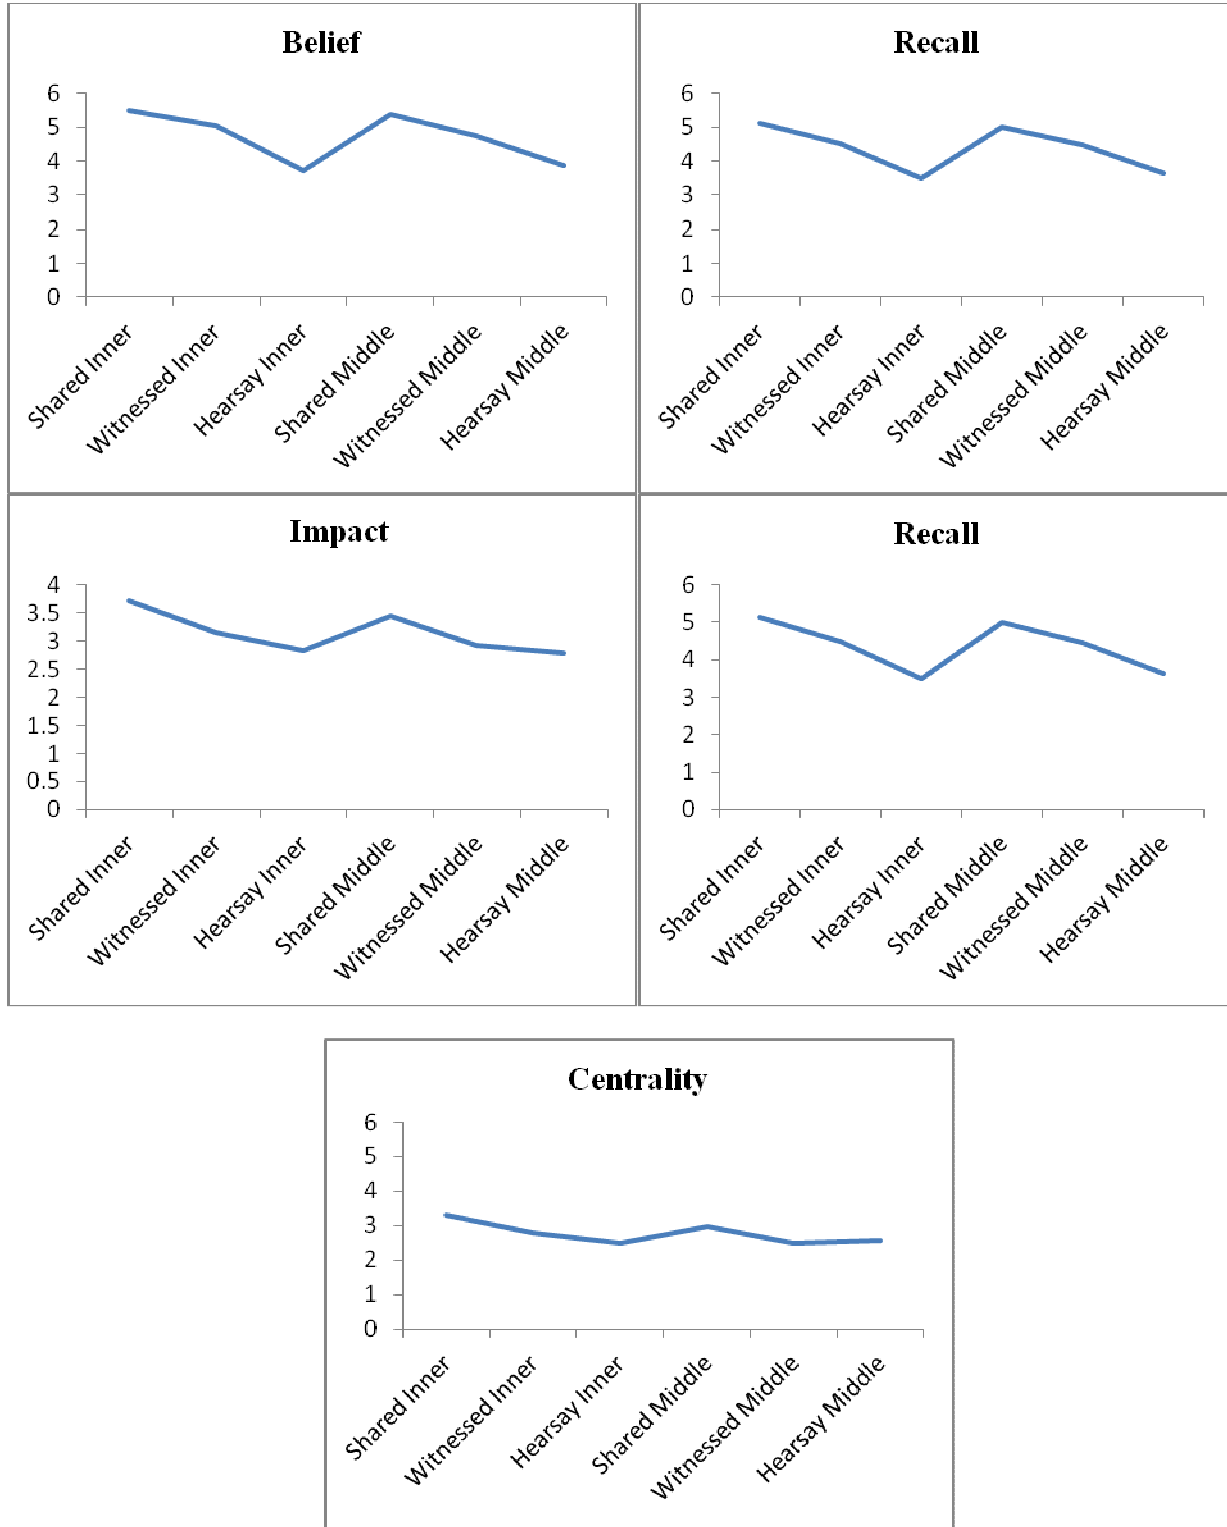 Belief
6
5
4
3
2
1
0
Shared Inner
Witnessed Inner
Hearsay Inner
Shared Middle
Witnessed Middle
Hearsay Middle
Recall
6
5
4
3
2
1
0
Shared Inner
Witnessed Inner
Hearsay Inner
Shared Middle
Witnessed Middle
Hearsay Middle
Impact
4
3.5
3
2.5
2
1.5
1
0.5
0
Shared Inner
Witnessed Inner
Hearsay Inner
Shared Middle
Witnessed Middle
Hearsay Middle
Recall
6
5
4
3
2
1
0
Shared Inner
Witnessed Inner
Hearsay Inner
Shared Middle
Witnessed Middle
Hearsay Middle
Centrality
6
5
4
3
2
1
0
Shared Inner
Witnessed Inner
Hearsay Inner
Shared Middle
Witnessed Middle
Hearsay Middle